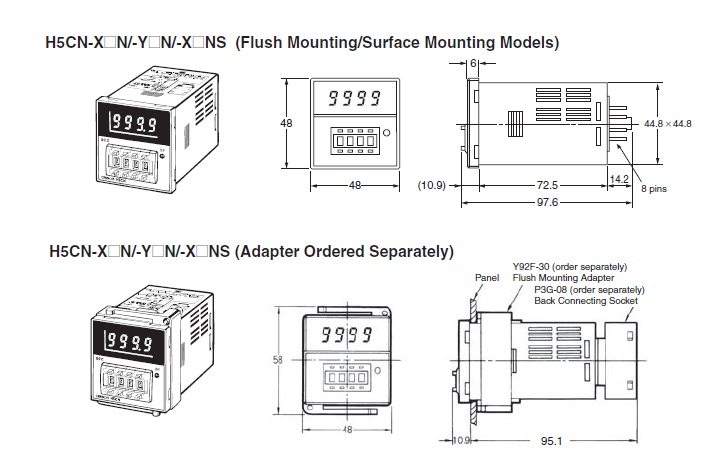 H5CN-X□N/-Y□N/-X□NS (Flush Mounting/Surface Mounting Models)
6
9999
999.9
48
44.8 × 44.8
48
(10.9)
72.5
14.2
8 pins
97.6
H5CN-X□N/-Y□N/-X□NS (Adapter Ordered Separately)
Y92F-30 (order separately)
Panel Flush Mounting Adapter
P3G-08 (order separately)
Back Connecting Socket
9999
999.9
58
48
10.9
95.1